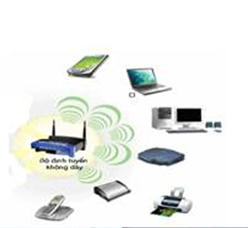 Bộ định tuyến
không dây